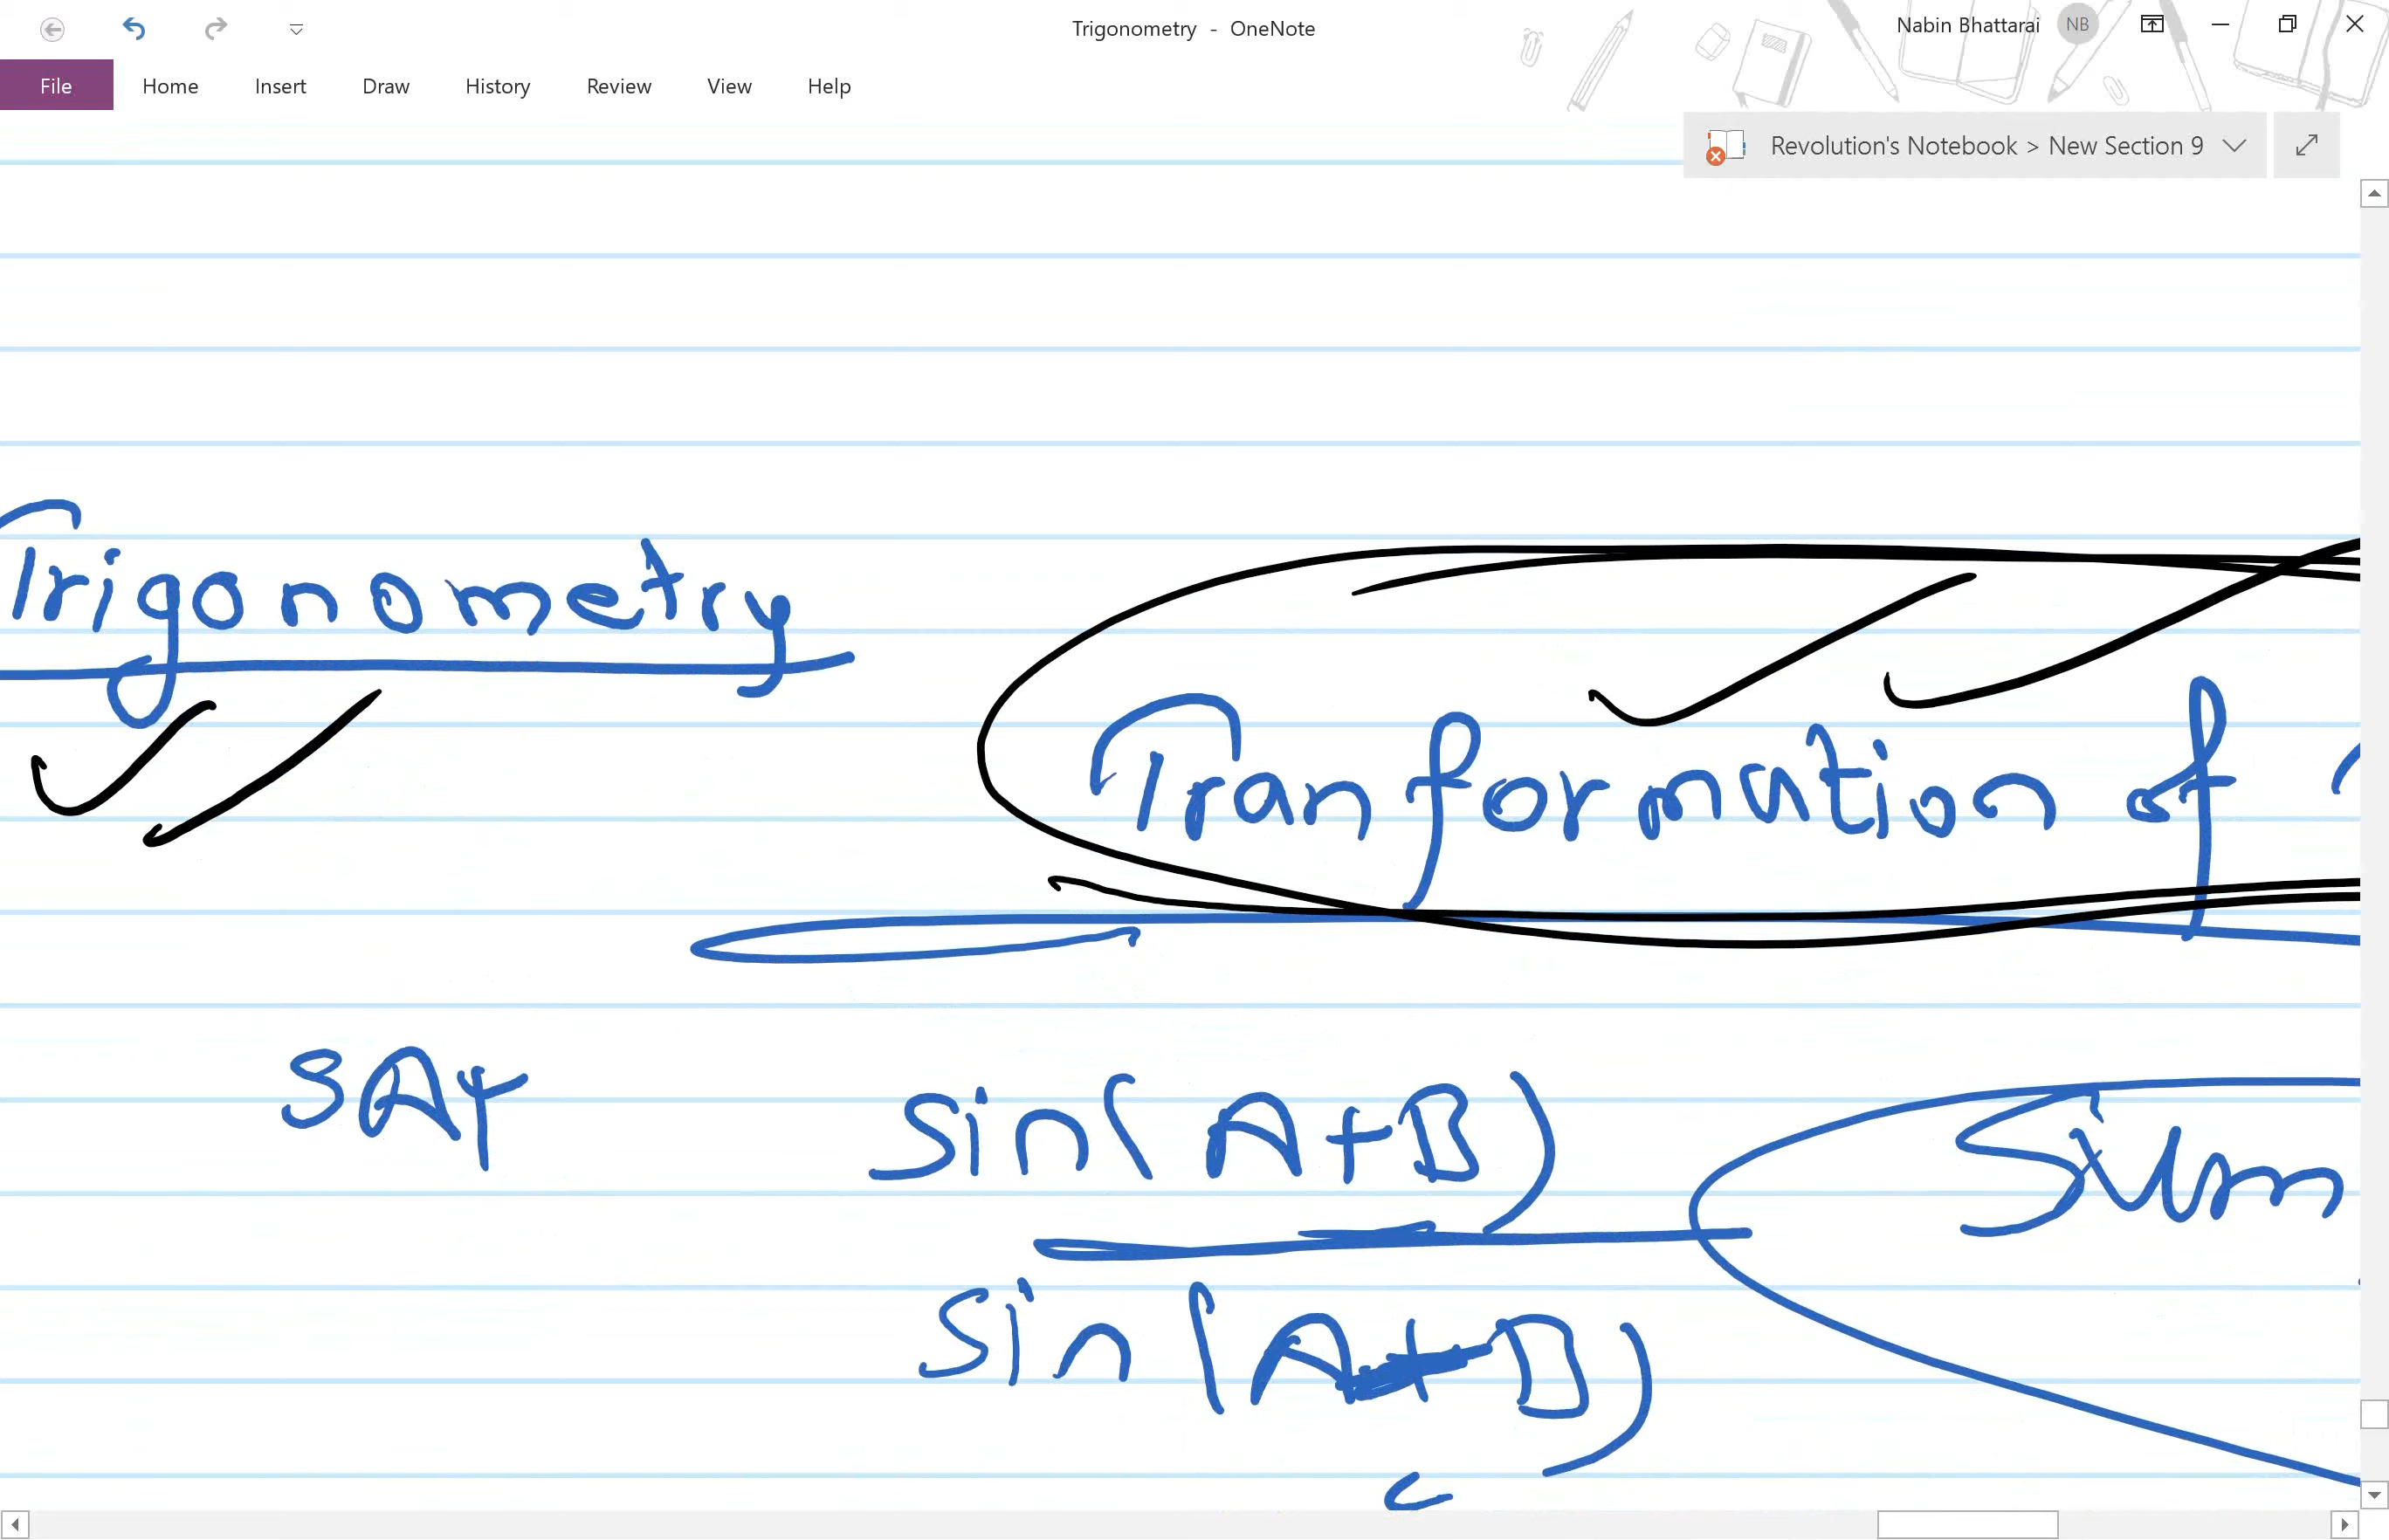 Trigonometry - OneNote
Nabin Bhattarai NB
File Home Insert Draw History Review View Help
Revolution's Notebook > New Section 9
Trigonometry
Tranformation of
SAY
Sin(A+B)
Sum
Sin(A-B)